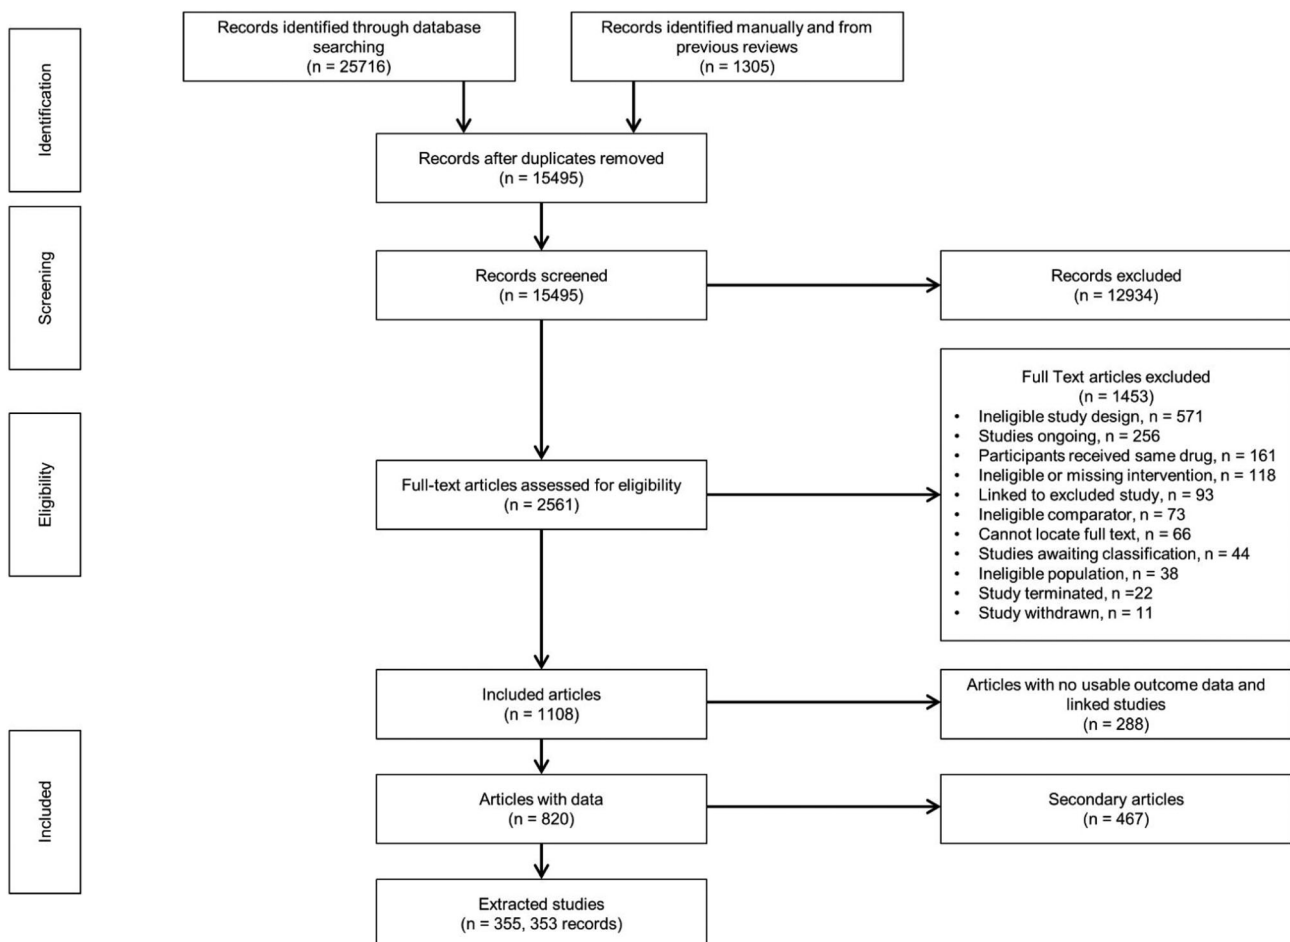 Identification
Records identified through database
searching
(n = 25716)
Records identified manually and from
previous reviews
(n = 1305)
Records after duplicates removed
(n = 15495)
Screening
Records screened
(n = 15495)
Records excluded
(n = 12934)
Eligibility
Full-text articles assessed for eligibility
(n = 2561)
Full Text articles excluded
(n = 1453)
• Ineligible study design, n = 571
• Studies ongoing, n = 256
• Participants received same drug, n = 161
• Ineligible or missing intervention, n = 118
• Linked to excluded study, n = 93
• Ineligible comparator, n = 73
• Cannot locate full text, n = 66
• Studies awaiting classification, n = 44
• Ineligible population, n = 38
• Study terminated, n =22
• Study withdrawn, n = 11
Included articles
(n = 1108)
Articles with no usable outcome data and
linked studies
(n = 288)
Included
Articles with data
(n = 820)
Secondary articles
(n = 467)
Extracted studies
(n = 355, 353 records)